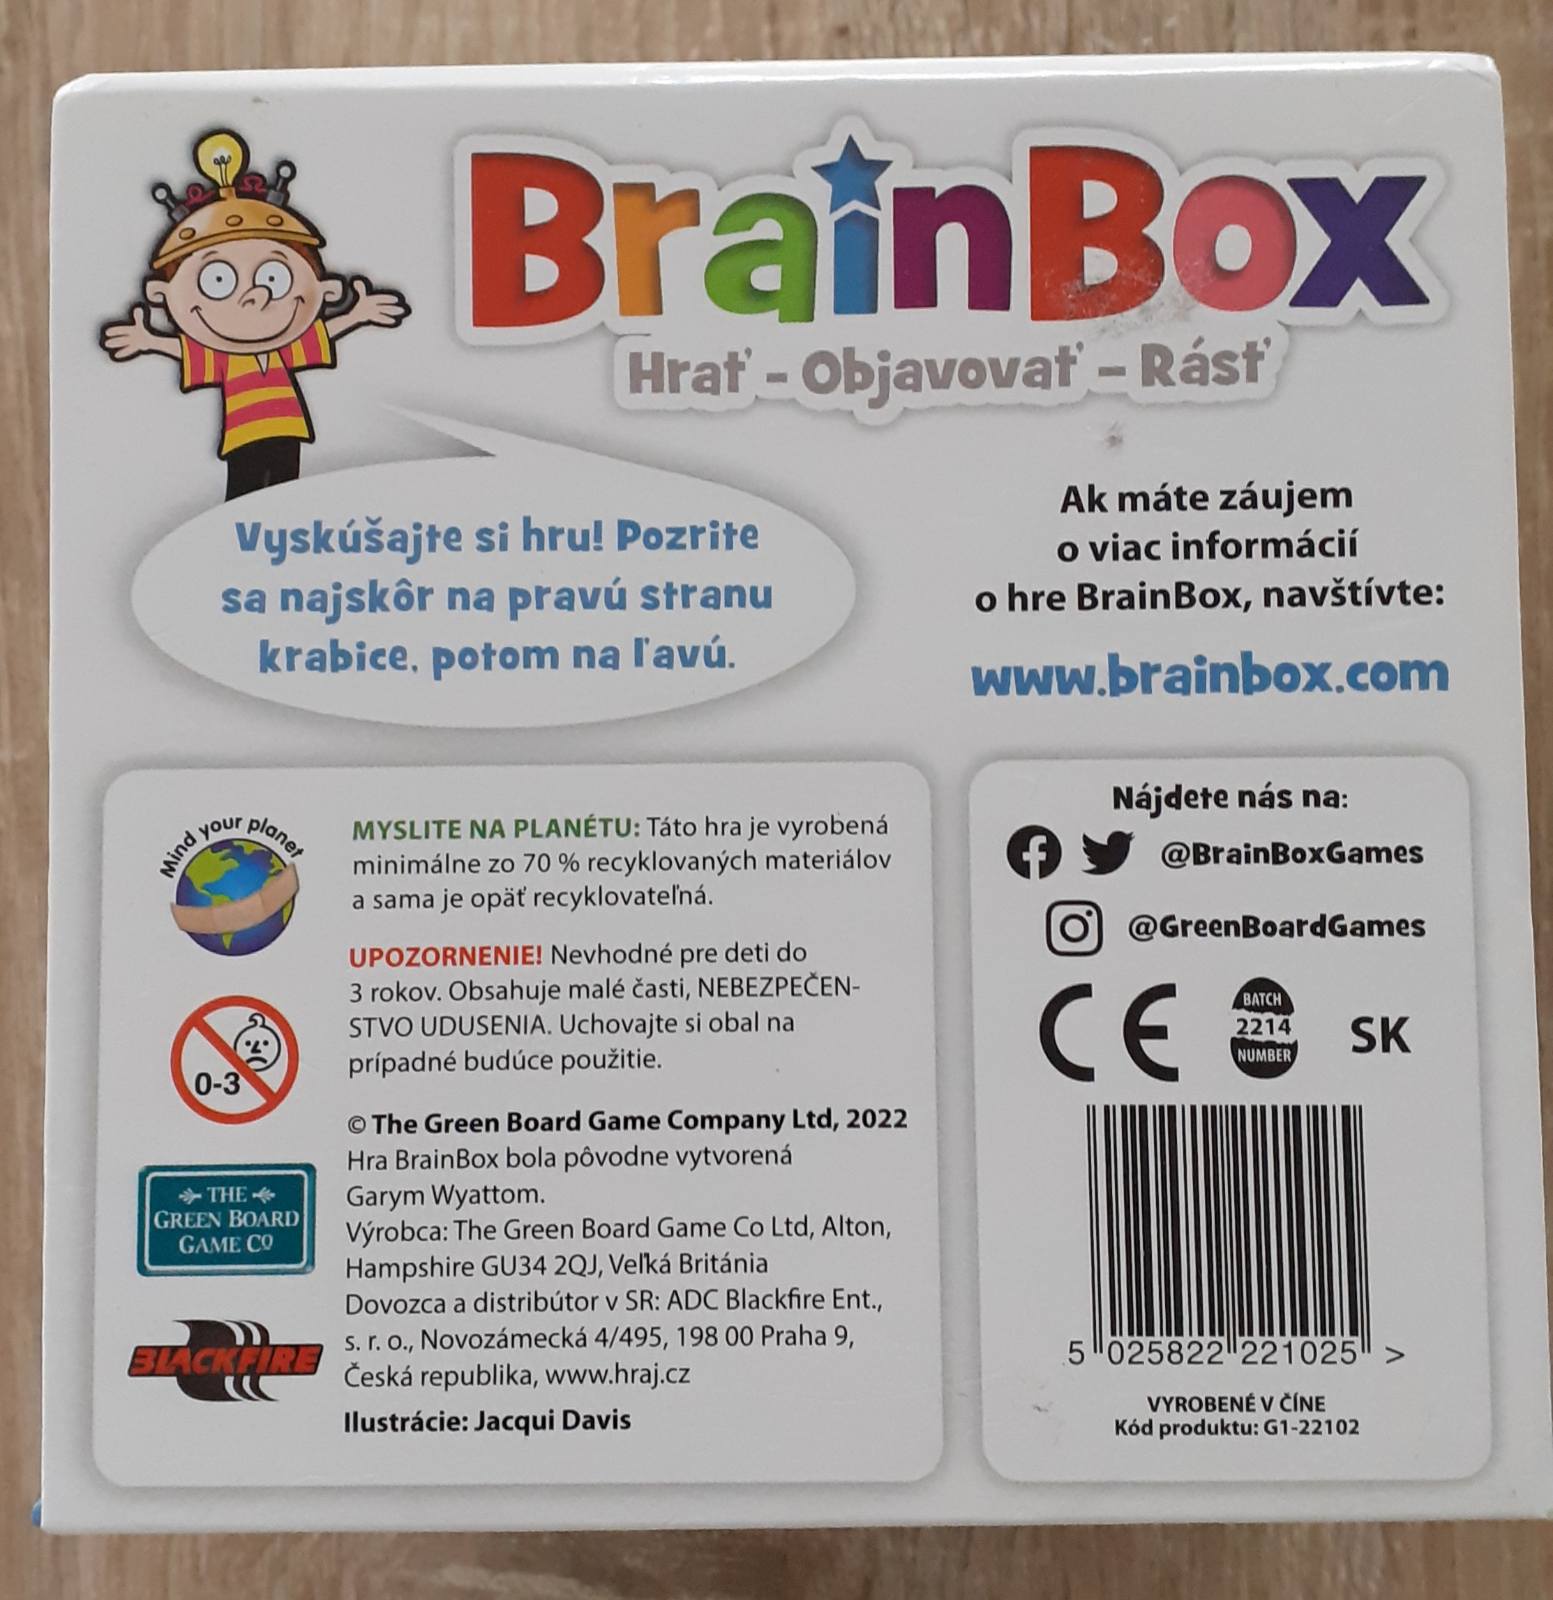 BrainBox
Hrať - Objavovať - Rásť
Vyskúšajte si hru! Pozrite
sa najskôr na pravú stranu
krabice, potom na ľavú.
Ak máte záujem
o viac informácií
o hre BrainBox, navštívte:
www.brainbox.com
Mind your planet
MYSLITE NA PLANÉTU: Táto hra je vyrobená
minimálne zo 70 % recyklovaných materiálov
a sama je opäť recyklovateľná.
0-3
UPOZORNENIE! Nevhodné pre deti do
3 rokov. Obsahuje malé časti, NEBEZPEČEN-
STVO UDUSENIA. Uchovajte si obal na
prípadné budúce použitie.
THE
GREEN BOARD
GAME CO
© The Green Board Game Company Ltd, 2022
Hra BrainBox bola pôvodne vytvorená
Garym Wyattom.
Výrobca: The Green Board Game Co Ltd, Alton,
Hampshire GU34 2QJ, Veľká Británia
Dovozca a distribútor v SR: ADC Blackfire Ent.,
s. r. o., Novozámecká 4/495, 198 00 Praha 9,
Česká republika, www.hraj.cz
BLACKFIRE
Ilustrácie: Jacqui Davis
Nájdete nás na:
@BrainBoxGames
@GreenBoardGames
CE
BATCH
2214
NUMBER
SK
5 025822 221025 >
VYROBENÉ V ČÍNE
Kód produktu: G1-22102